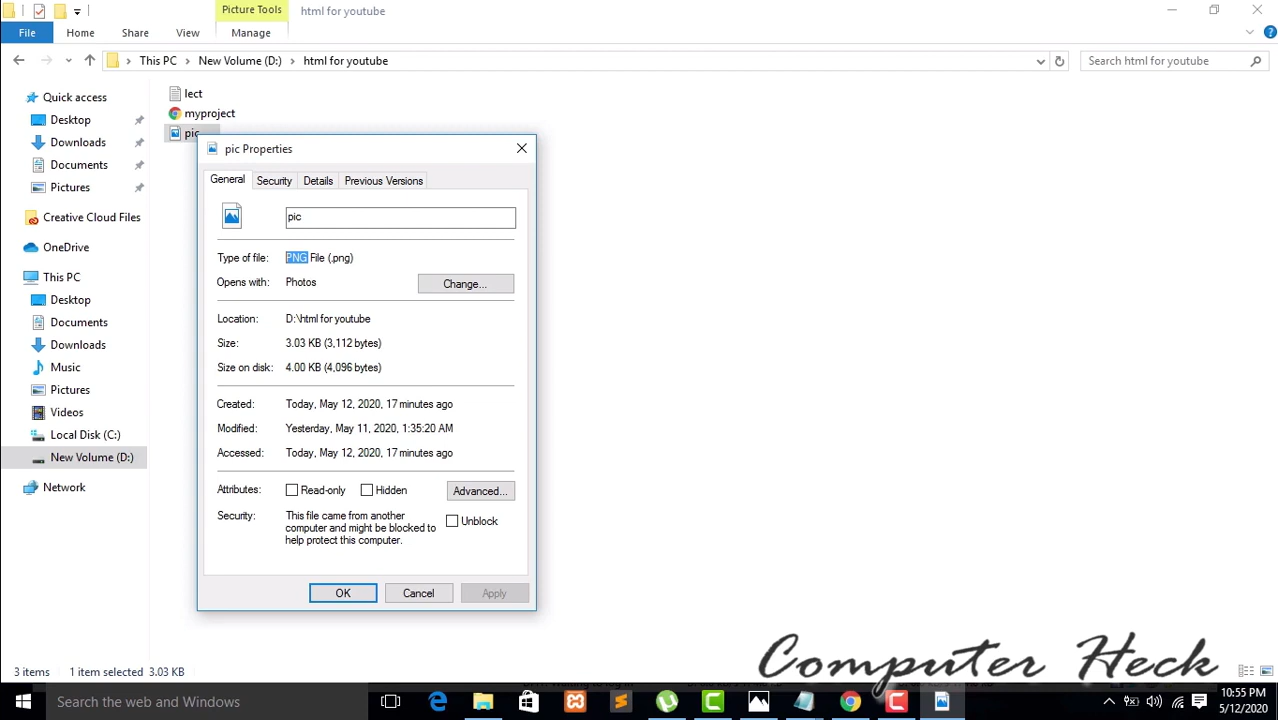 Picture Tools
html for youtube
File
Home
Share
View
Manage
This PC
New Volume (D:)
html for youtube
Search html for youtube
Quick access
Desktop
Downloads
Documents
Pictures
Creative Cloud Files
OneDrive
This PC
Desktop
Documents
Downloads
Music
Pictures
Videos
Local Disk (C:)
New Volume (D:)
Network
lect
myproject
pic
pic Properties
General
Security
Details
Previous Versions
pic
Type of file: PNG File (.png)
Opens with: Photos
Change...
Location: D:\html for youtube
Size: 3.03 KB (3,112 bytes)
Size on disk: 4.00 KB (4,096 bytes)
Created: Today, May 12, 2020, 17 minutes ago
Modified: Yesterday, May 11, 2020, 1:35:20 AM
Accessed: Today, May 12, 2020, 17 minutes ago
Attributes: Read-only Hidden Advanced...
Security: This file came from another
computer and might be blocked to
help protect this computer.
Unblock
OK
Cancel
Apply
3 items
1 item selected 3.03 KB
Computer Heck
Search the web and Windows
10:55 PM
5/12/2020